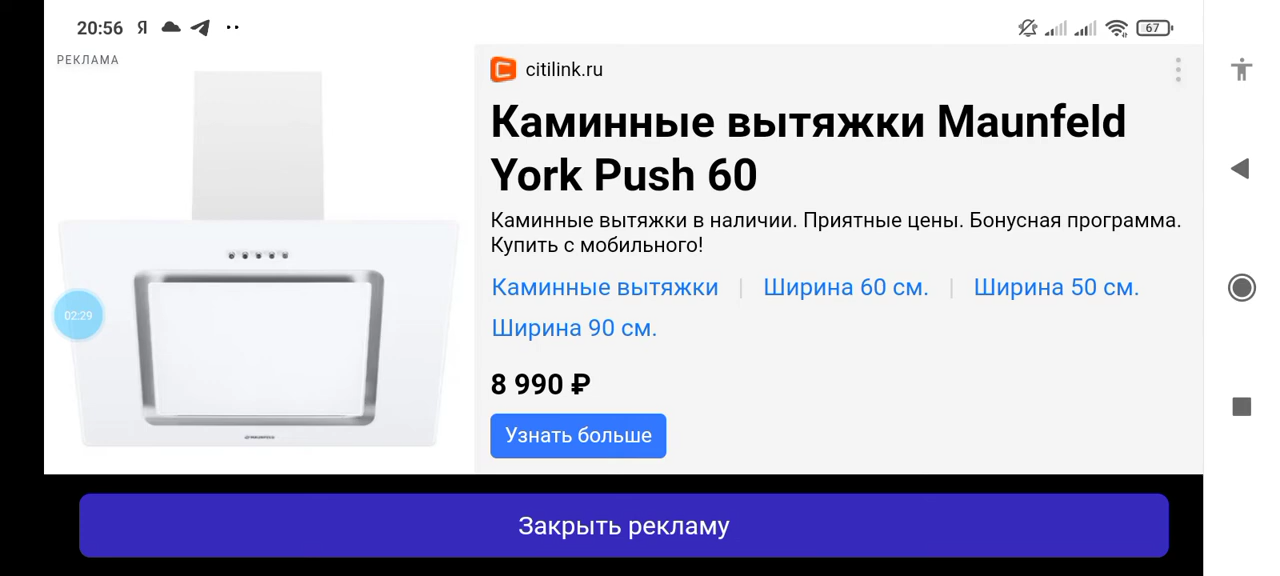 20:56 Я 67
РЕКЛАМА
citilink.ru
Каминные вытяжки Maunfeld
York Push 60
Каминные вытяжки в наличии. Приятные цены. Бонусная программа.
Купить с мобильного!
Каминные вытяжки | Ширина 60 см. | Ширина 50 см.
Ширина 90 см.
02:29
8 990 ₽
MAUNFELD
Узнать больше
Закрыть рекламу